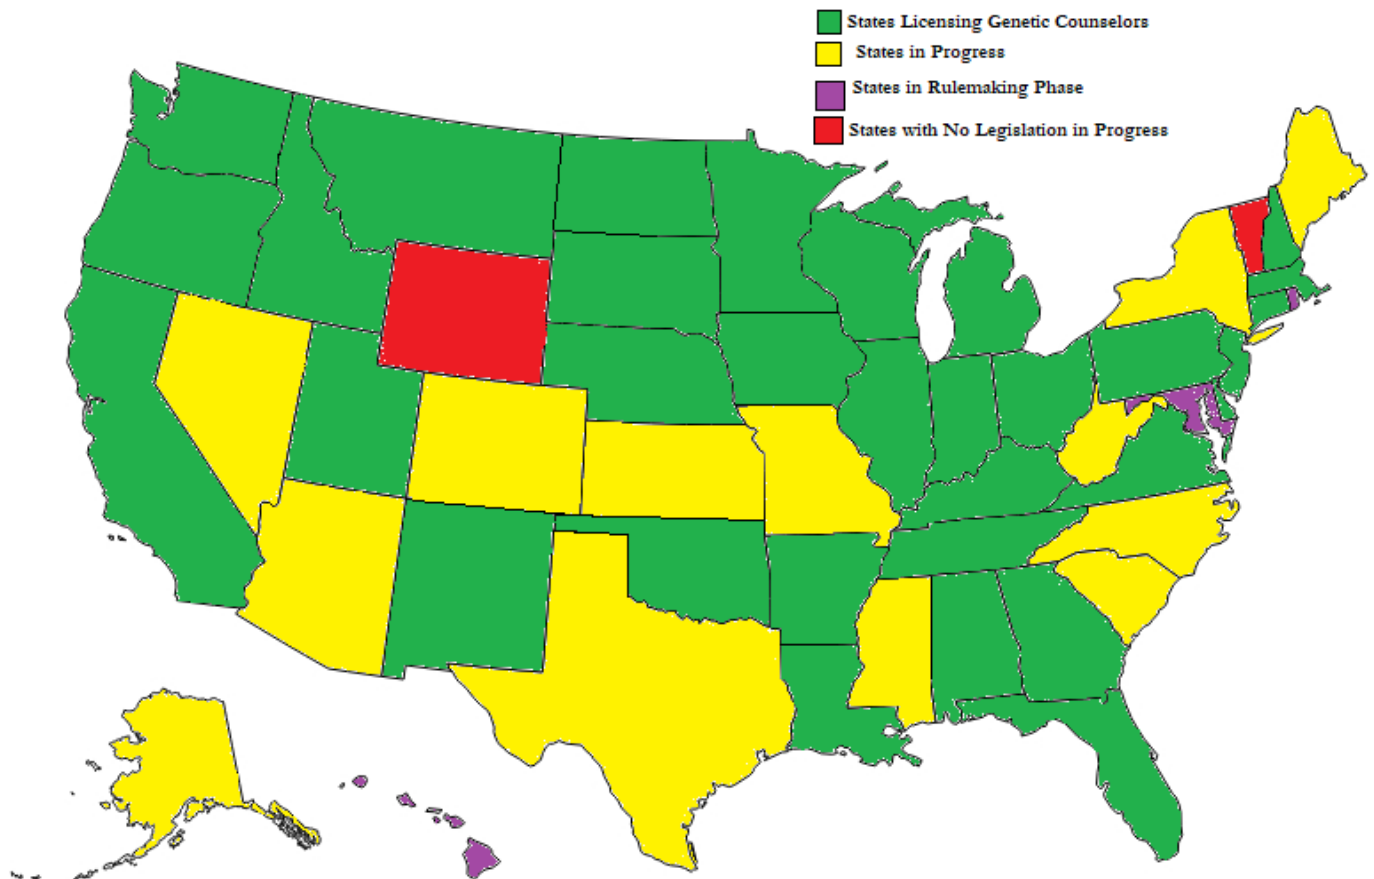 States Licensing Genetic Counselors
States in Progress
States in Rulemaking Phase
States with No Legislation in Progress